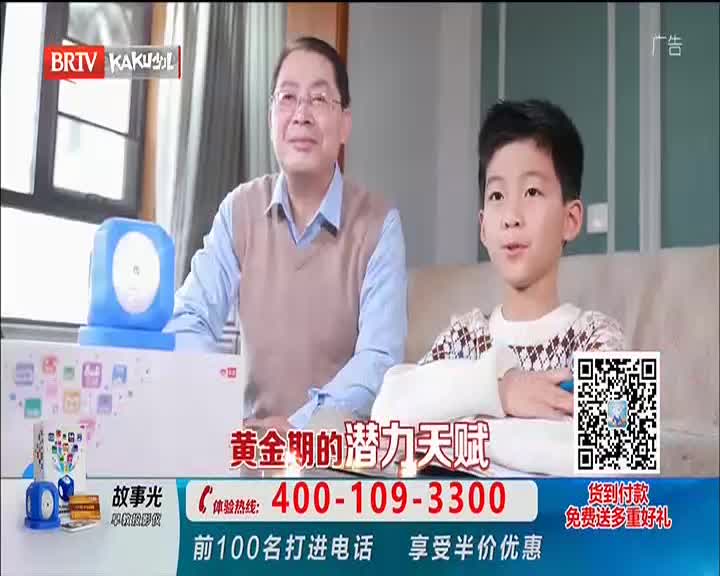 BRTV KAKU少儿
广告
黄金期的潜力天赋
故事光
早教投影仪
体验热线: 400-109-3300
货到付款
免费送多重好礼
前100名打进电话 享受半价优惠